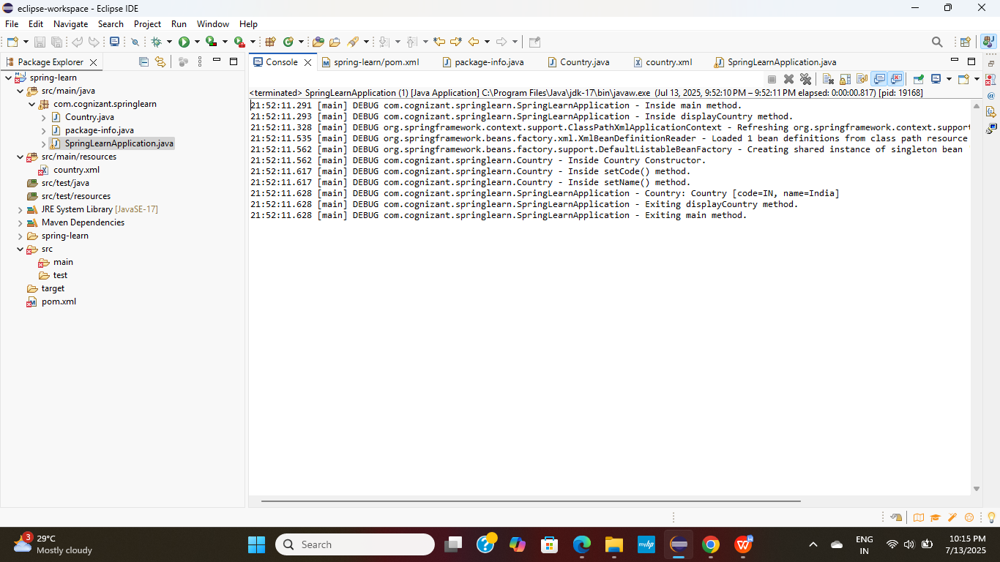 eclipse-workspace - Eclipse IDE
File Edit Navigate Search Project Run Window Help
Package Explorer
spring-learn
src/main/java
com.cognizant.springlearn
Country.java
package-info.java
SpringLearnApplication.java
src/main/resources
country.xml
src/test/java
src/test/resources
JRE System Library [JavaSE-17]
Maven Dependencies
spring-learn
src
main
test
target
pom.xml
Console spring-learn/pom.xml package-info.java Country.java country.xml SpringLearnApplication.java
<terminated> SpringLearnApplication (1) [Java Application] C:\Program Files\Java\jdk-17\bin\javaw.exe (Jul 13, 2025, 9:52:10 PM – 9:52:11 PM elapsed: 0:00:00.817) [pid: 19168]
21:52:11.291 [main] DEBUG com.cognizant.springlearn.SpringLearnApplication - Inside main method.
21:52:11.293 [main] DEBUG com.cognizant.springlearn.SpringLearnApplication - Inside displayCountry method.
21:52:11.328 [main] DEBUG org.springframework.context.support.ClassPathXmlApplicationContext - Refreshing org.springframework.context.support
21:52:11.535 [main] DEBUG org.springframework.beans.factory.xml.XmlBeanDefinitionReader - Loaded 1 bean definitions from class path resource
21:52:11.562 [main] DEBUG org.springframework.beans.factory.support.DefaultListableBeanFactory - Creating shared instance of singleton bean
21:52:11.562 [main] DEBUG com.cognizant.springlearn.Country - Inside Country Constructor.
21:52:11.617 [main] DEBUG com.cognizant.springlearn.Country - Inside setCode() method.
21:52:11.617 [main] DEBUG com.cognizant.springlearn.Country - Inside setName() method.
21:52:11.628 [main] DEBUG com.cognizant.springlearn.SpringLearnApplication - Country: Country [code=IN, name=India]
21:52:11.628 [main] DEBUG com.cognizant.springlearn.SpringLearnApplication - Exiting displayCountry method.
21:52:11.628 [main] DEBUG com.cognizant.springlearn.SpringLearnApplication - Exiting main method.
3
29°C
Mostly cloudy
Search
myhp
ENG
IN
10:15 PM
7/13/2025